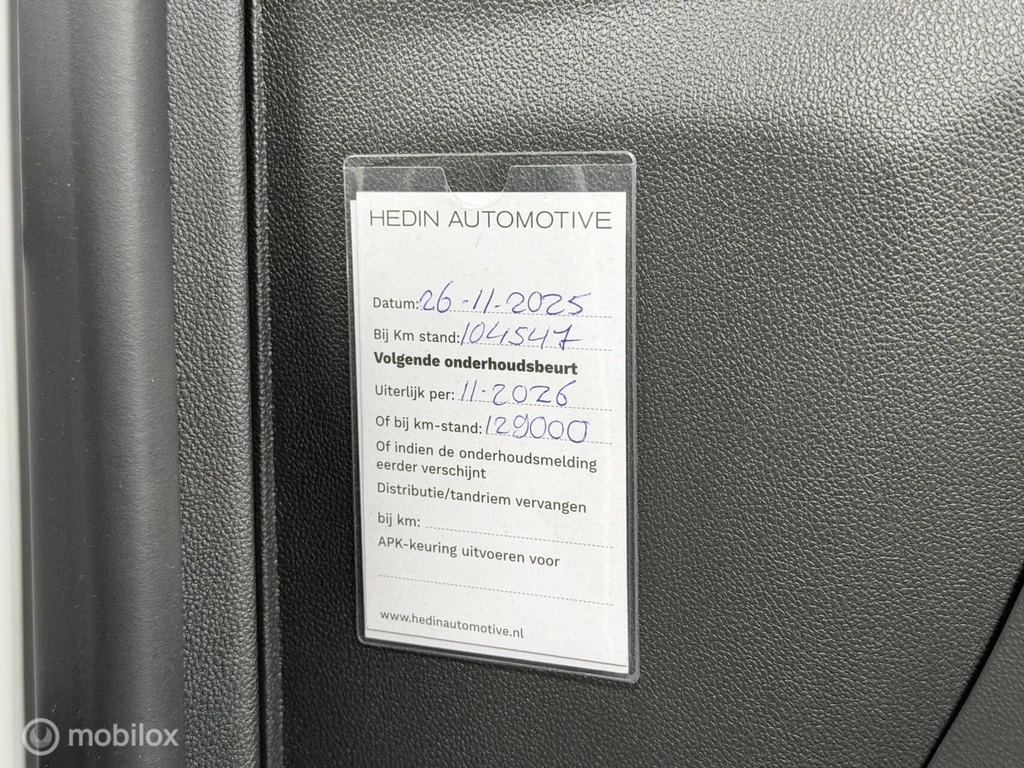 HEDIN AUTOMOTIVE
Datum: 26-11-2025
Bij Km stand: 104547
Volgende onderhoudsbeurt
Uiterlijk per: 11-2026
Of bij km-stand: 129000
Of indien de onderhoudsmelding
eerder verschijnt
Distributie/tandriem vervangen
bij km:
APK-keuring uitvoeren voor
www.hedinautomotive.nl
mobilox